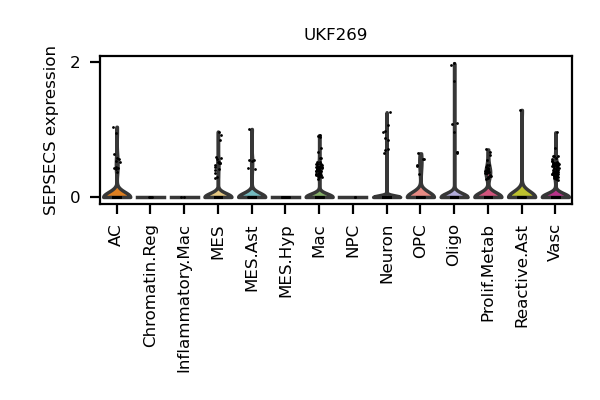 UKF269
SEPSECS expression
2
0
AC
Chromatin.Reg
Inflammatory.Mac
MES
MES.Ast
MES.Hyp
Mac
NPC
Neuron
OPC
Oligo
Prolif.Metab
Reactive.Ast
Vasc